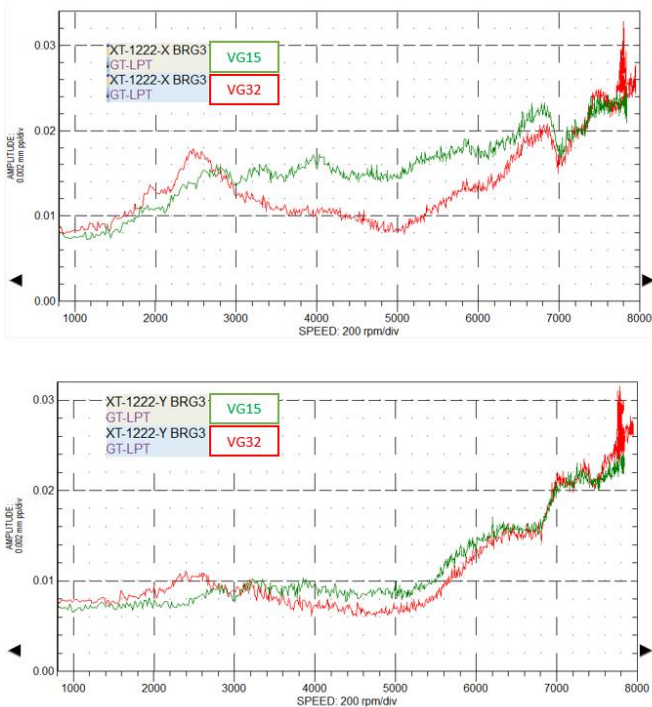 XT-1222-X BRG3
GT-LPT
VG15
XT-1222-X BRG3
GT-LPT
VG32
AMPLITUDE:
0.002 mm pp/div
0.03
0.02
0.01
0.00
1000 2000 3000 4000 5000 6000 7000 8000
SPEED: 200 rpm/div
XT-1222-Y BRG3
GT-LPT
VG15
XT-1222-Y BRG3
GT-LPT
VG32
AMPLITUDE:
0.002 mm pp/div
0.03
0.02
0.01
0.00
1000 2000 3000 4000 5000 6000 7000 8000
SPEED: 200 rpm/div